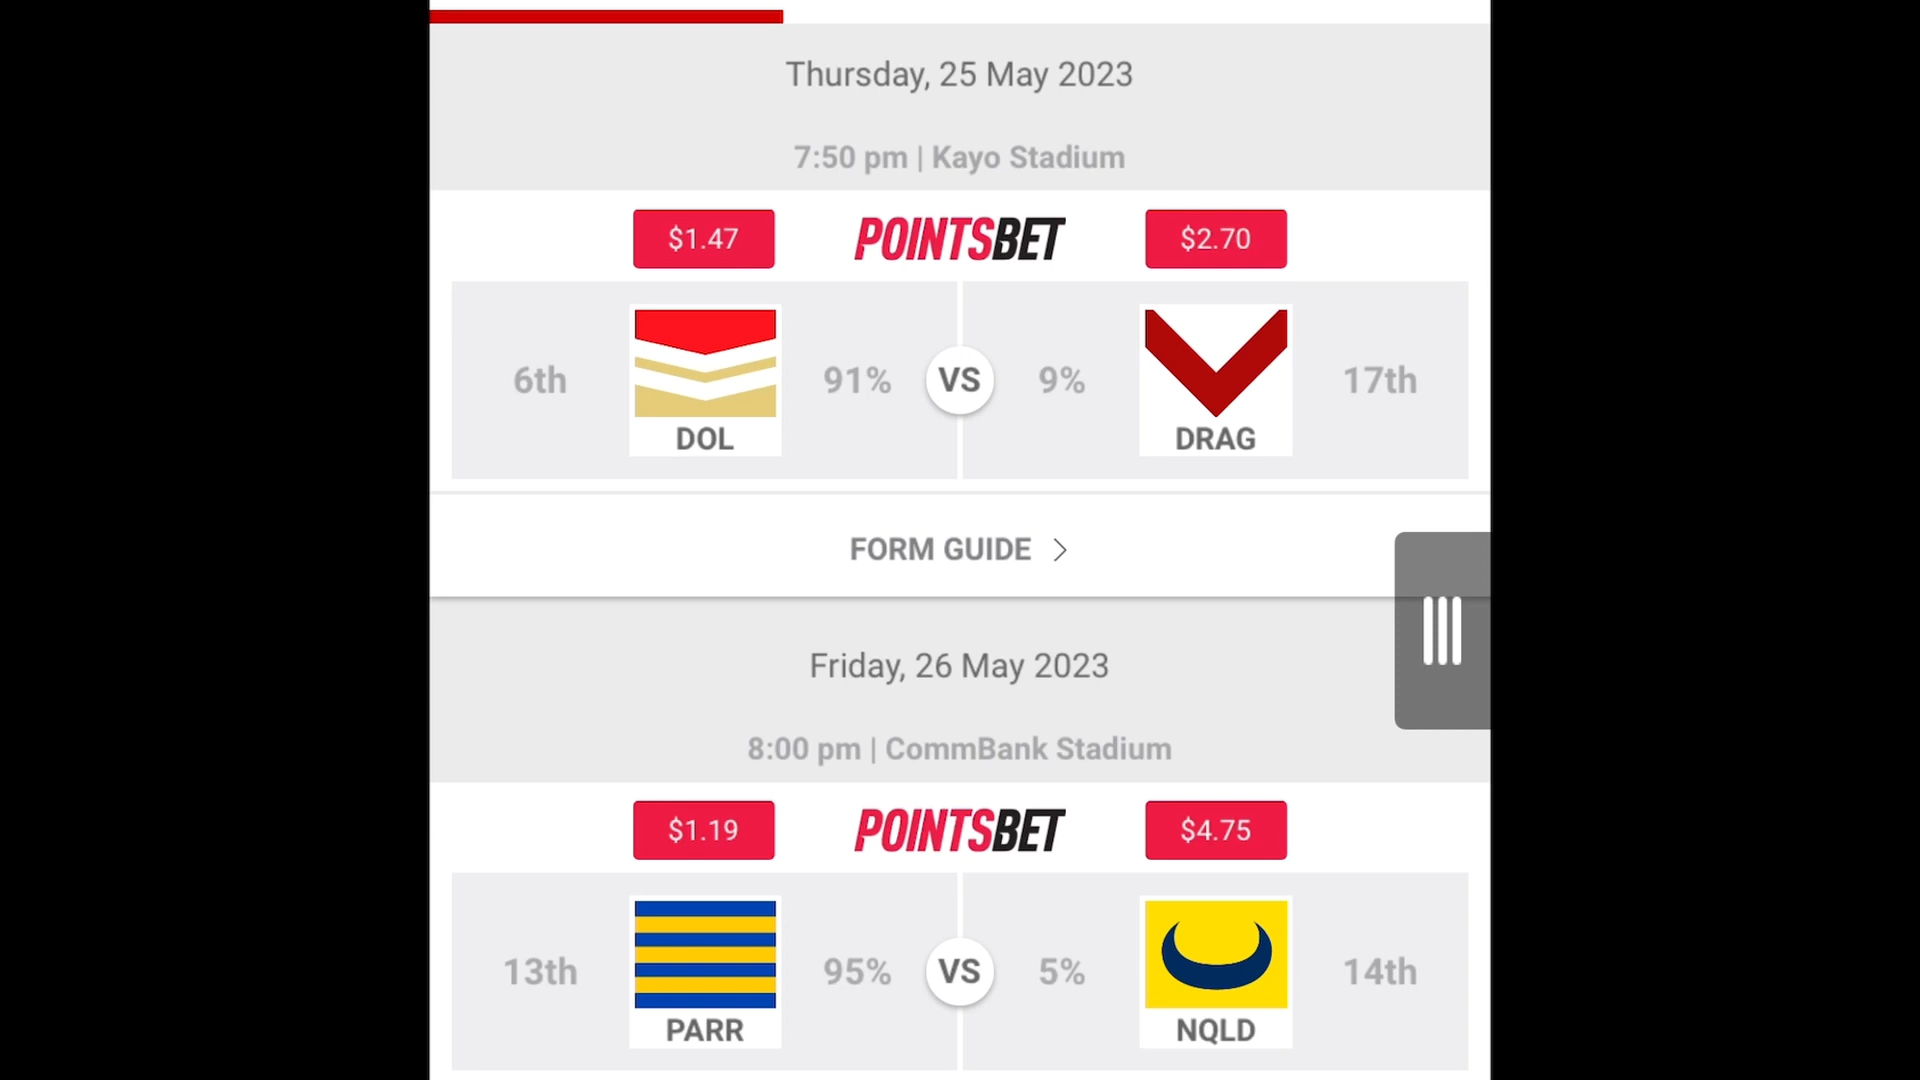 Thursday, 25 May 2023
7:50 pm | Kayo Stadium
$1.47 POINTSBET $2.70
6th 91% VS 9% 17th
DOL DRAG
FORM GUIDE
Friday, 26 May 2023
8:00 pm | CommBank Stadium
$1.19 POINTSBET $4.75
13th 95% VS 5% 14th
PARR NQLD